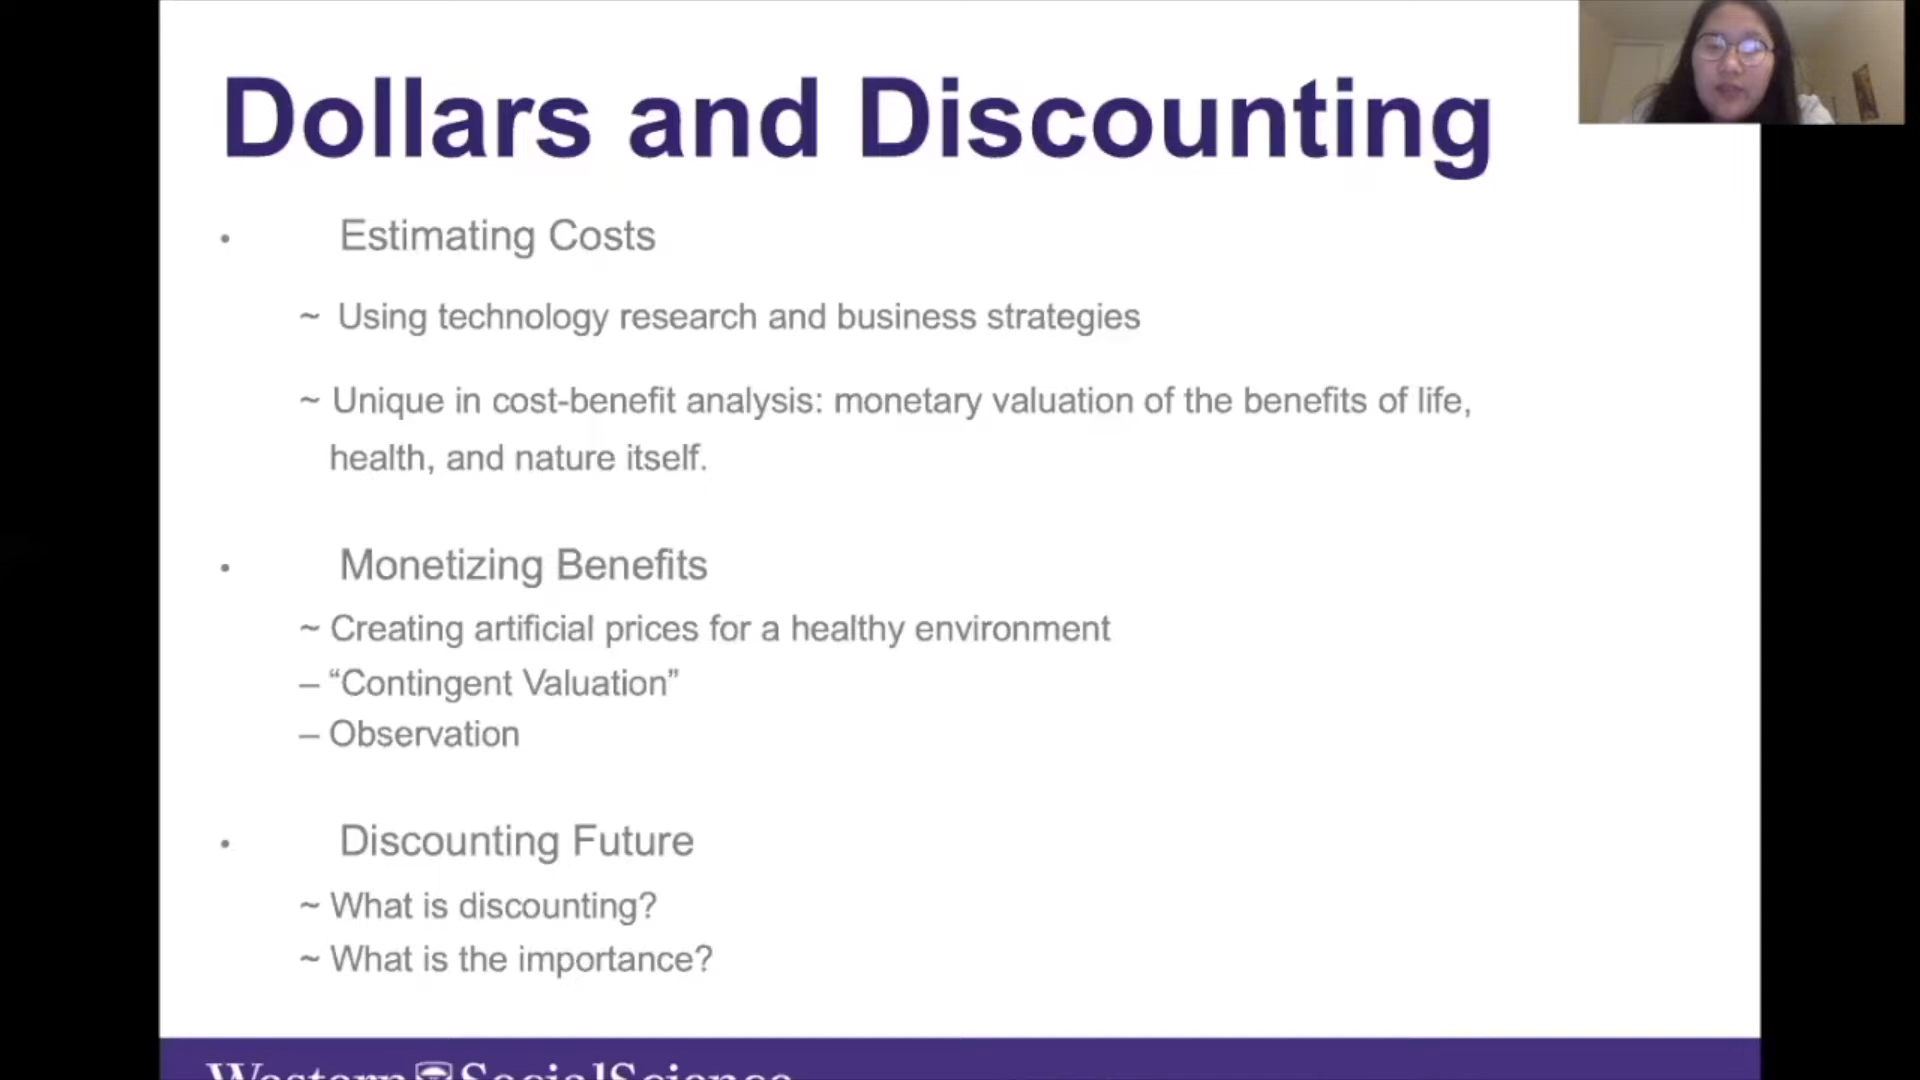 Dollars and Discounting
• Estimating Costs
~ Using technology research and business strategies
~ Unique in cost-benefit analysis: monetary valuation of the benefits of life,
health, and nature itself.
• Monetizing Benefits
~ Creating artificial prices for a healthy environment
– “Contingent Valuation”
– Observation
• Discounting Future
~ What is discounting?
~ What is the importance?
Western SocialScience